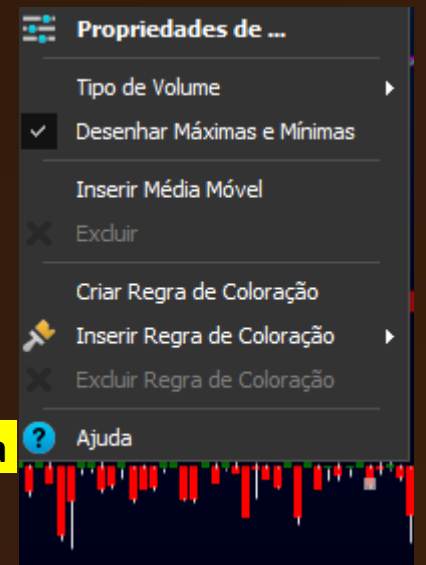 Propriedades de ...
Tipo de Volume
Desenhar Máximas e Mínimas
Inserir Média Móvel
Excluir
Criar Regra de Coloração
Inserir Regra de Coloração
Excluir Regra de Coloração
? Ajuda